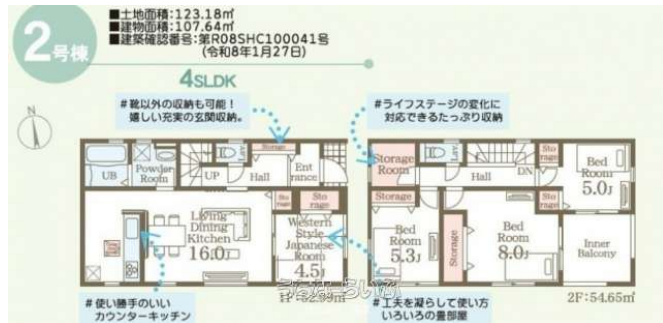 2号棟
■土地面積:123.18㎡
■建物面積:107.64㎡
■建築確認番号:第R08SHC100041号
(令和8年1月27日)
4SLDK
#靴以外の収納も可能!
嬉しい充実の玄関収納。
#ライフステージの変化に
対応できるたっぷり収納
N
UB
Powder
Room
UP
Lav
Hall
Storage
Ent
rance
Sto
rage
Sto
rage
Living
Dining
Kitchen
16.0J
Western
Style
Japanese
Room
4.5J
Storage
Room
Lav
Hall
DN
Sto
rage
Sto
rage
Bed
Room
5.0J
Storage
Bed
Room
5.3J
Storage
Bed
Room
8.0J
Inner
Balcony
#使い勝手のいい
カウンターキッチン
1F:52.99㎡
#工夫を凝らして使い方
いろいろの畳部屋
2F:54.65㎡